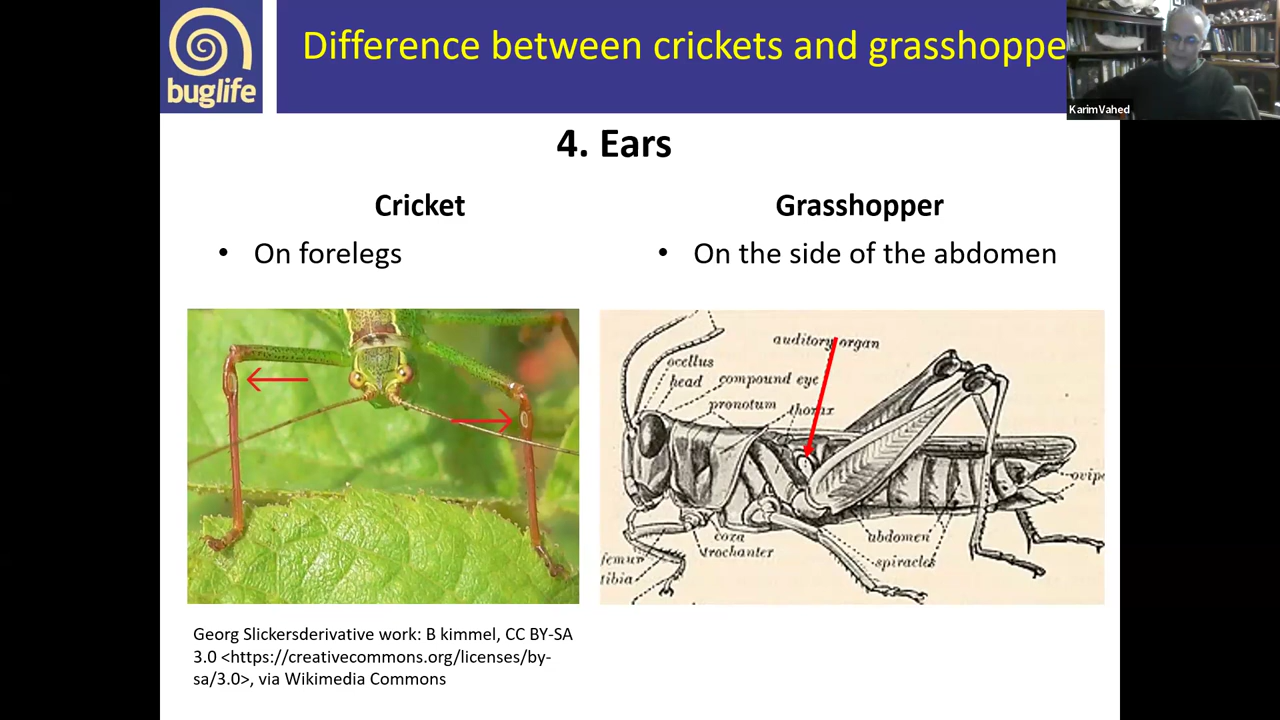 buglife
Difference between crickets and grasshoppe
KarimVahed
4. Ears
Cricket
Grasshopper
• On forelegs
• On the side of the abdomen
auditory organ
ocellus
head
compound eye
pronotum
thorax
ovip
coxa
trochanter
femur
tibia
abdomen
spiracles
Georg Slickersderivative work: B kimmel, CC BY-SA
3.0 <https://creativecommons.org/licenses/by-
sa/3.0>, via Wikimedia Commons